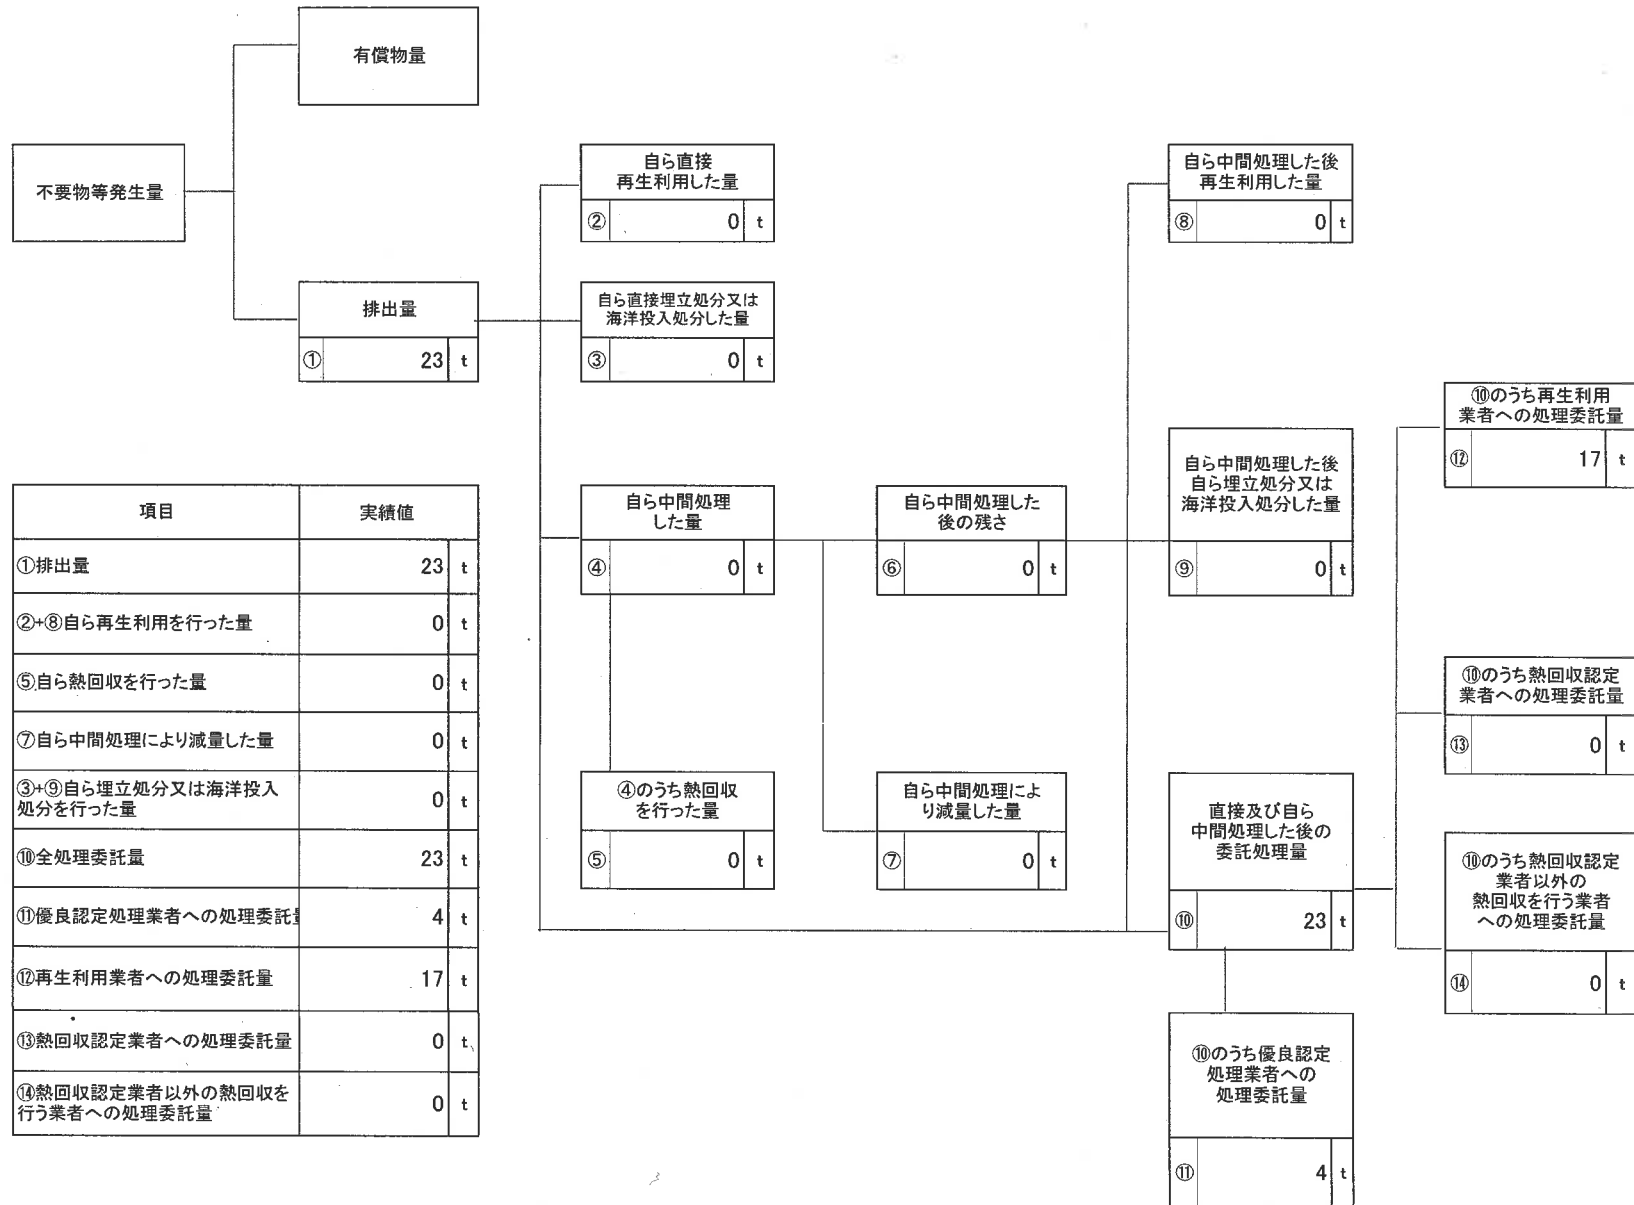 有償物量
不要物等発生量
排出量
① 23 t
自ら直接
再生利用した量
② 0 t
自ら直接埋立処分又は
海洋投入処分した量
③ 0 t
自ら中間処理
した量
④ 0 t
④のうち熱回収
を行った量
⑤ 0 t
自ら中間処理した
後の残さ
⑥ 0 t
自ら中間処理によ
り減量した量
⑦ 0 t
自ら中間処理した後
再生利用した量
⑧ 0 t
自ら中間処理した後
自ら埋立処分又は
海洋投入処分した量
⑨ 0 t
直接及び自ら
中間処理した後の
委託処理量
⑩ 23 t
⑩のうち優良認定
処理業者への
処理委託量
⑪ 4 t
⑩のうち再生利用
業者への処理委託量
⑫ 17 t
⑩のうち熱回収認定
業者への処理委託量
⑬ 0 t
⑩のうち熱回収認定
業者以外の
熱回収を行う業者
への処理委託量
⑭ 0 t
項目 実績値
①排出量 23 t
②+⑧自ら再生利用を行った量 0 t
⑤自ら熱回収を行った量 0 t
⑦自ら中間処理により減量した量 0 t
③+⑨自ら埋立処分又は海洋投入
処分を行った量 0 t
⑩全処理委託量 23 t
⑪優良認定処理業者への処理委託量 4 t
⑫再生利用業者への処理委託量 17 t
⑬熱回収認定業者への処理委託量 0 t
⑭熱回収認定業者以外の熱回収を
行う業者への処理委託量 0 t